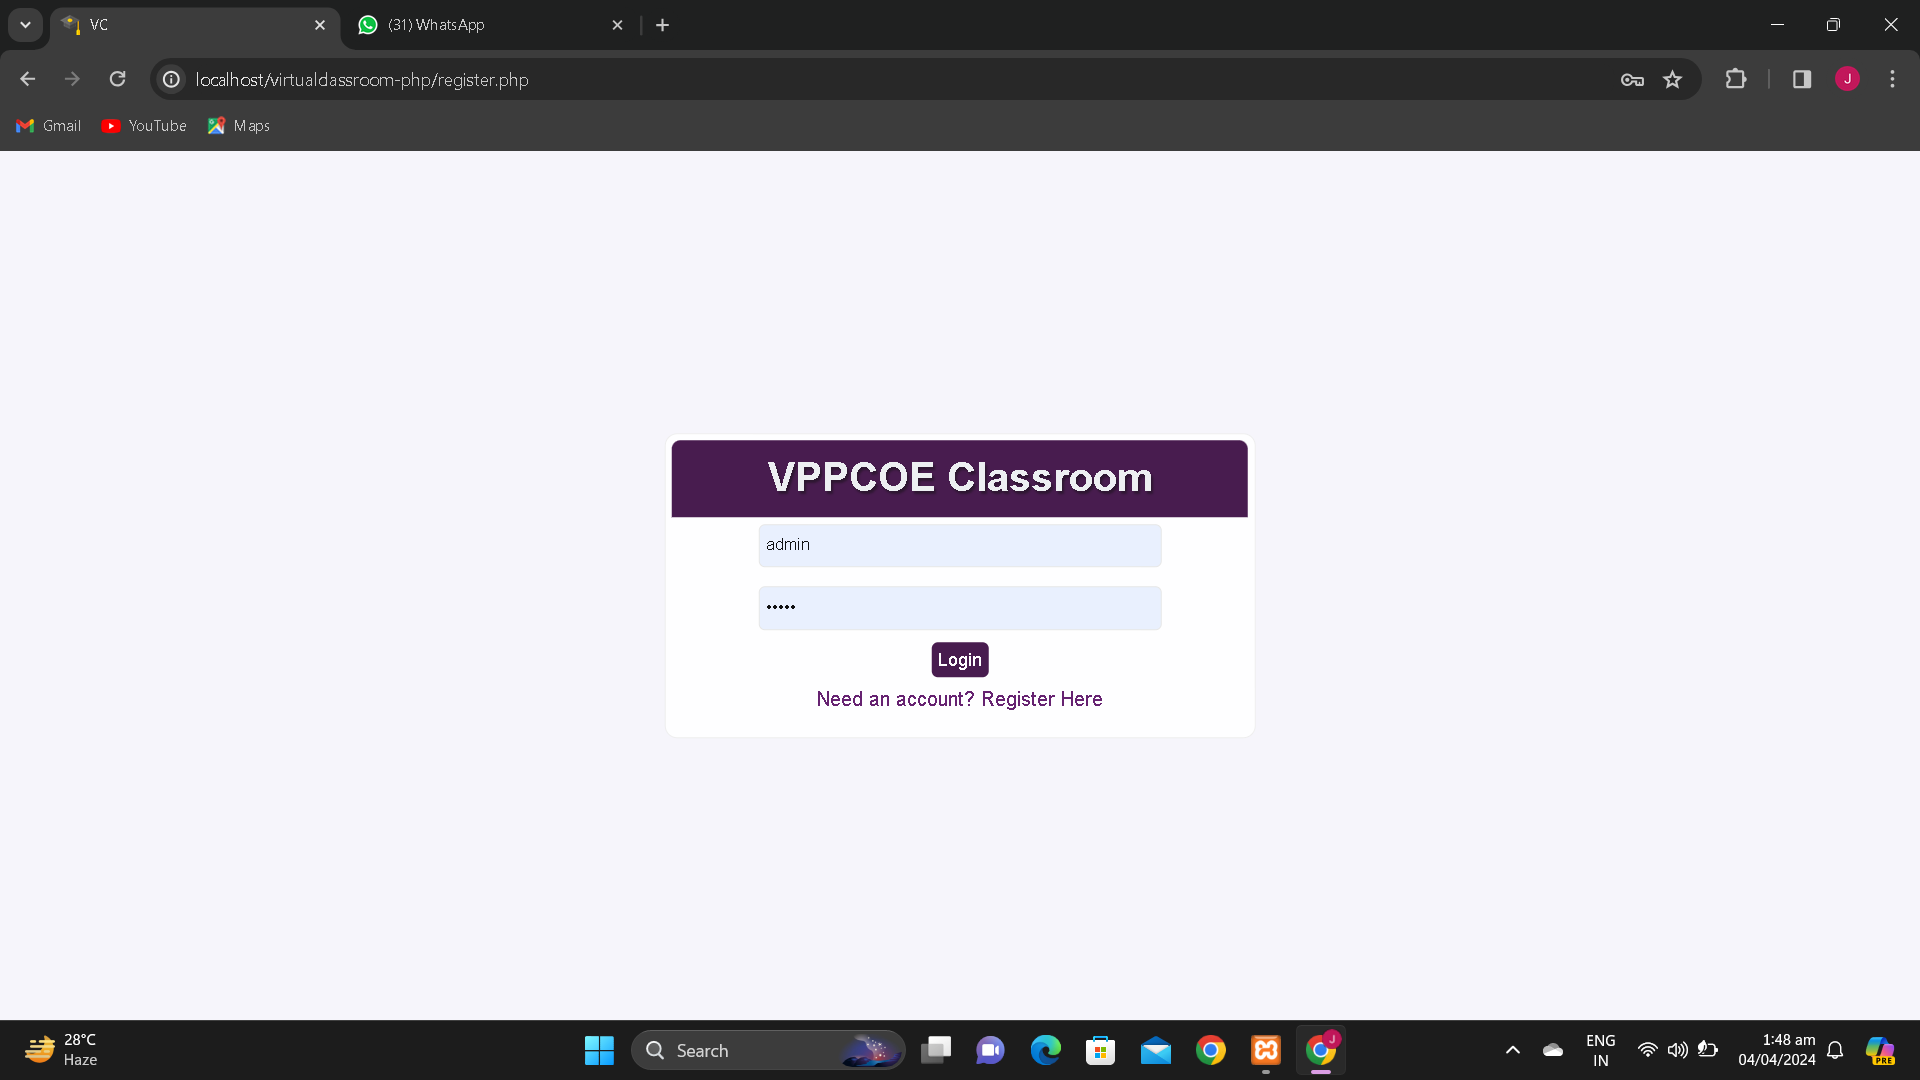 VC
(31) WhatsApp
localhost/virtualclassroom-php/register.php
J
Gmail
YouTube
Maps
VPPCOE Classroom
admin
•••••
Login
Need an account? Register Here
28°C
Haze
Search
J
ENG
IN
1:48 am
04/04/2024
PRE